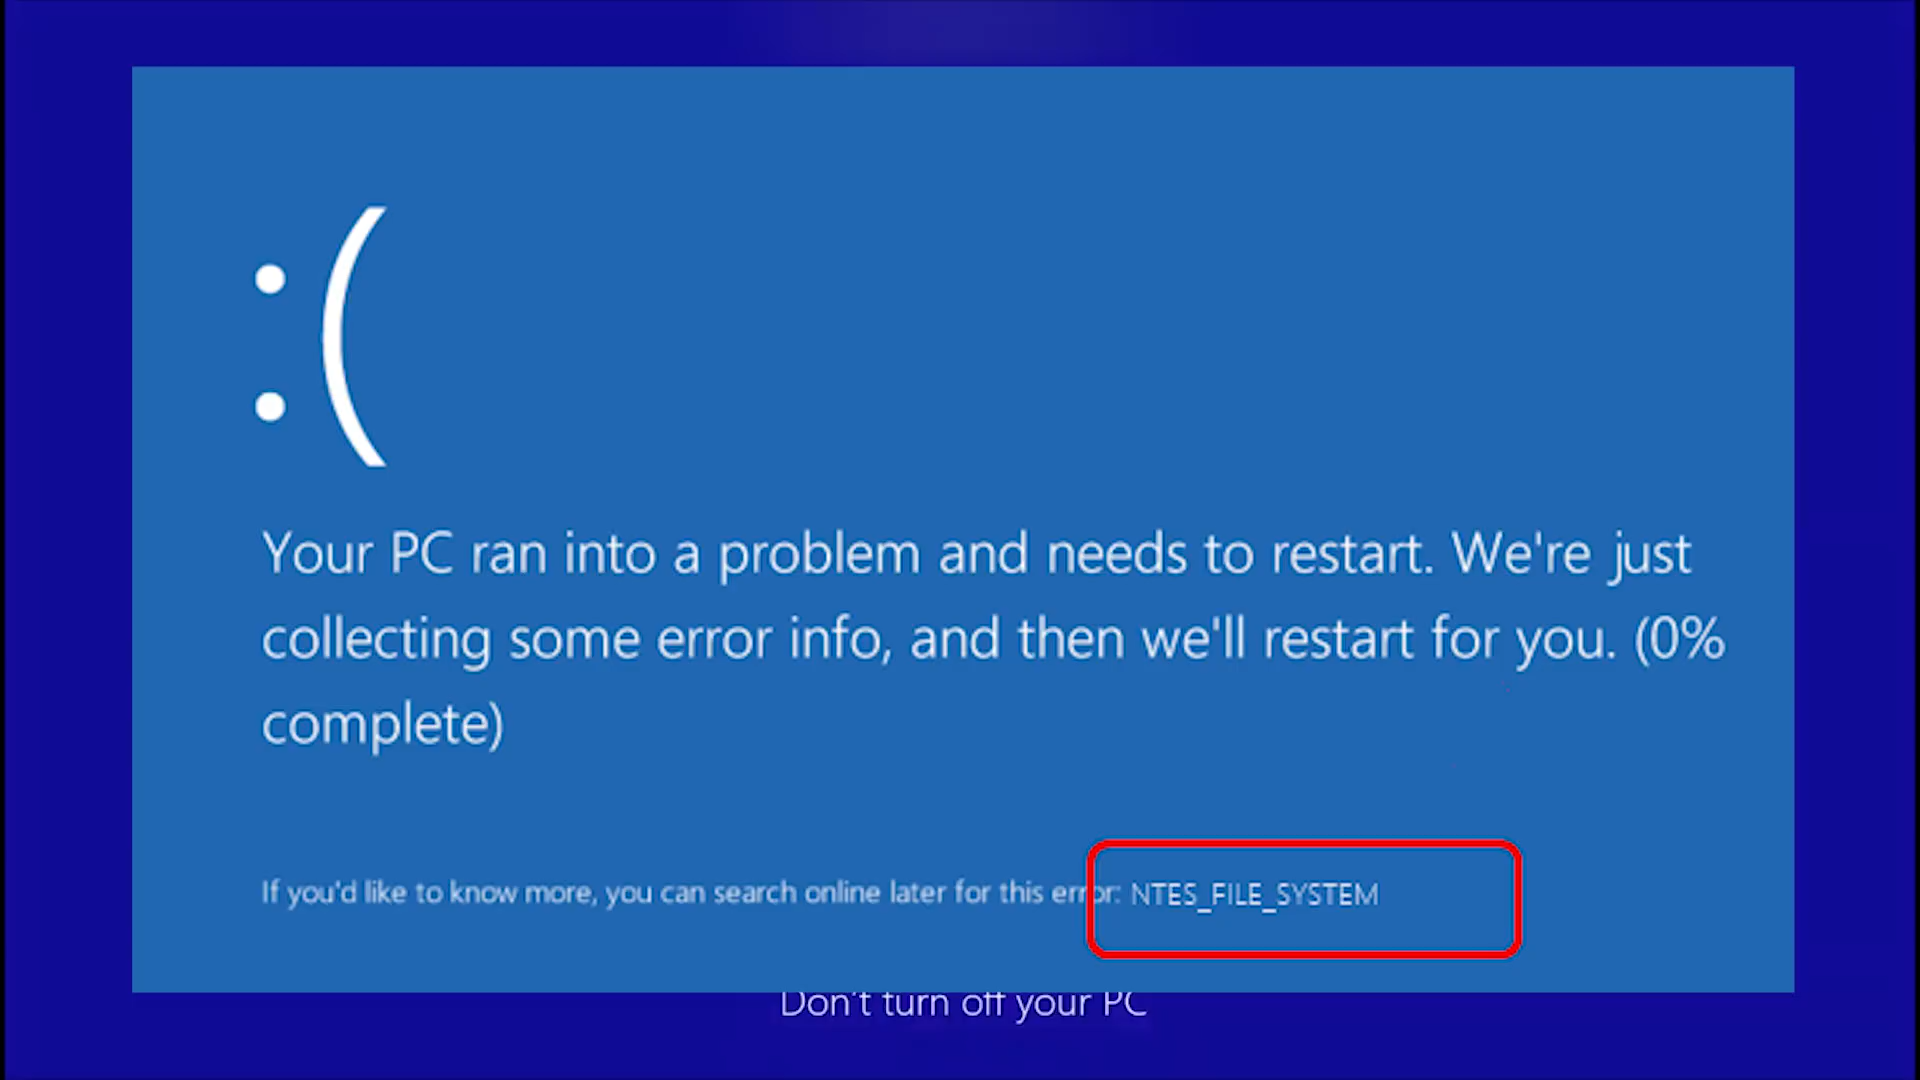 :(
Your PC ran into a problem and needs to restart. We're just
collecting some error info, and then we'll restart for you. (0%
complete)
If you'd like to know more, you can search online later for this error: NTES_FILE_SYSTEM
Don't turn off your PC